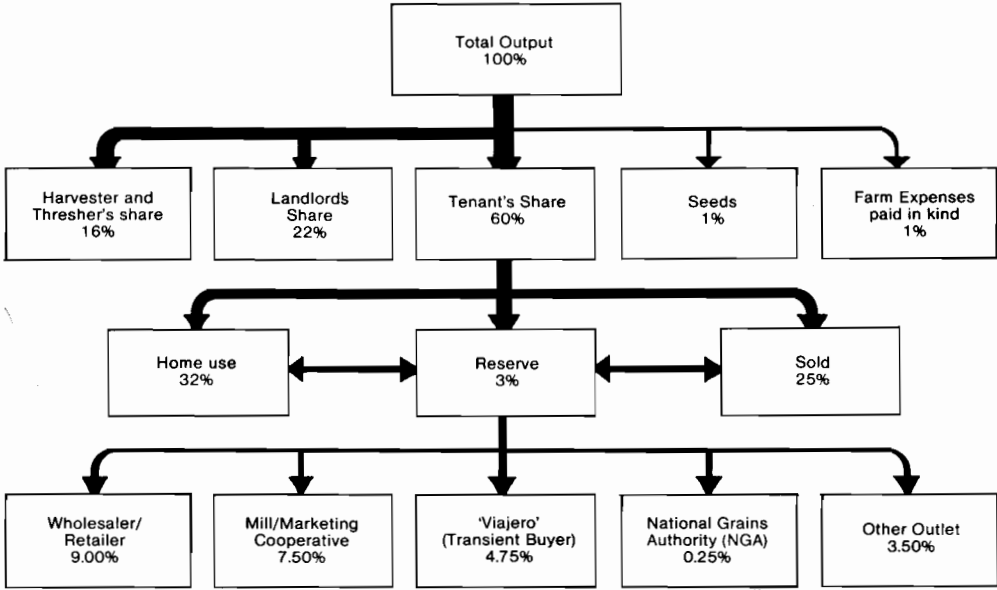 Total Output
100%
Harvester and
Thresher's share
16%
Landlord's
Share
22%
Tenant's Share
60%
Seeds
1%
Farm Expenses
paid in kind
1%
Home use
32%
Reserve
3%
Sold
25%
Wholesaler/
Retailer
9.00%
Mill/Marketing
Cooperative
7.50%
'Viajero'
(Transient Buyer)
4.75%
National Grains
Authority (NGA)
0.25%
Other Outlet
3.50%